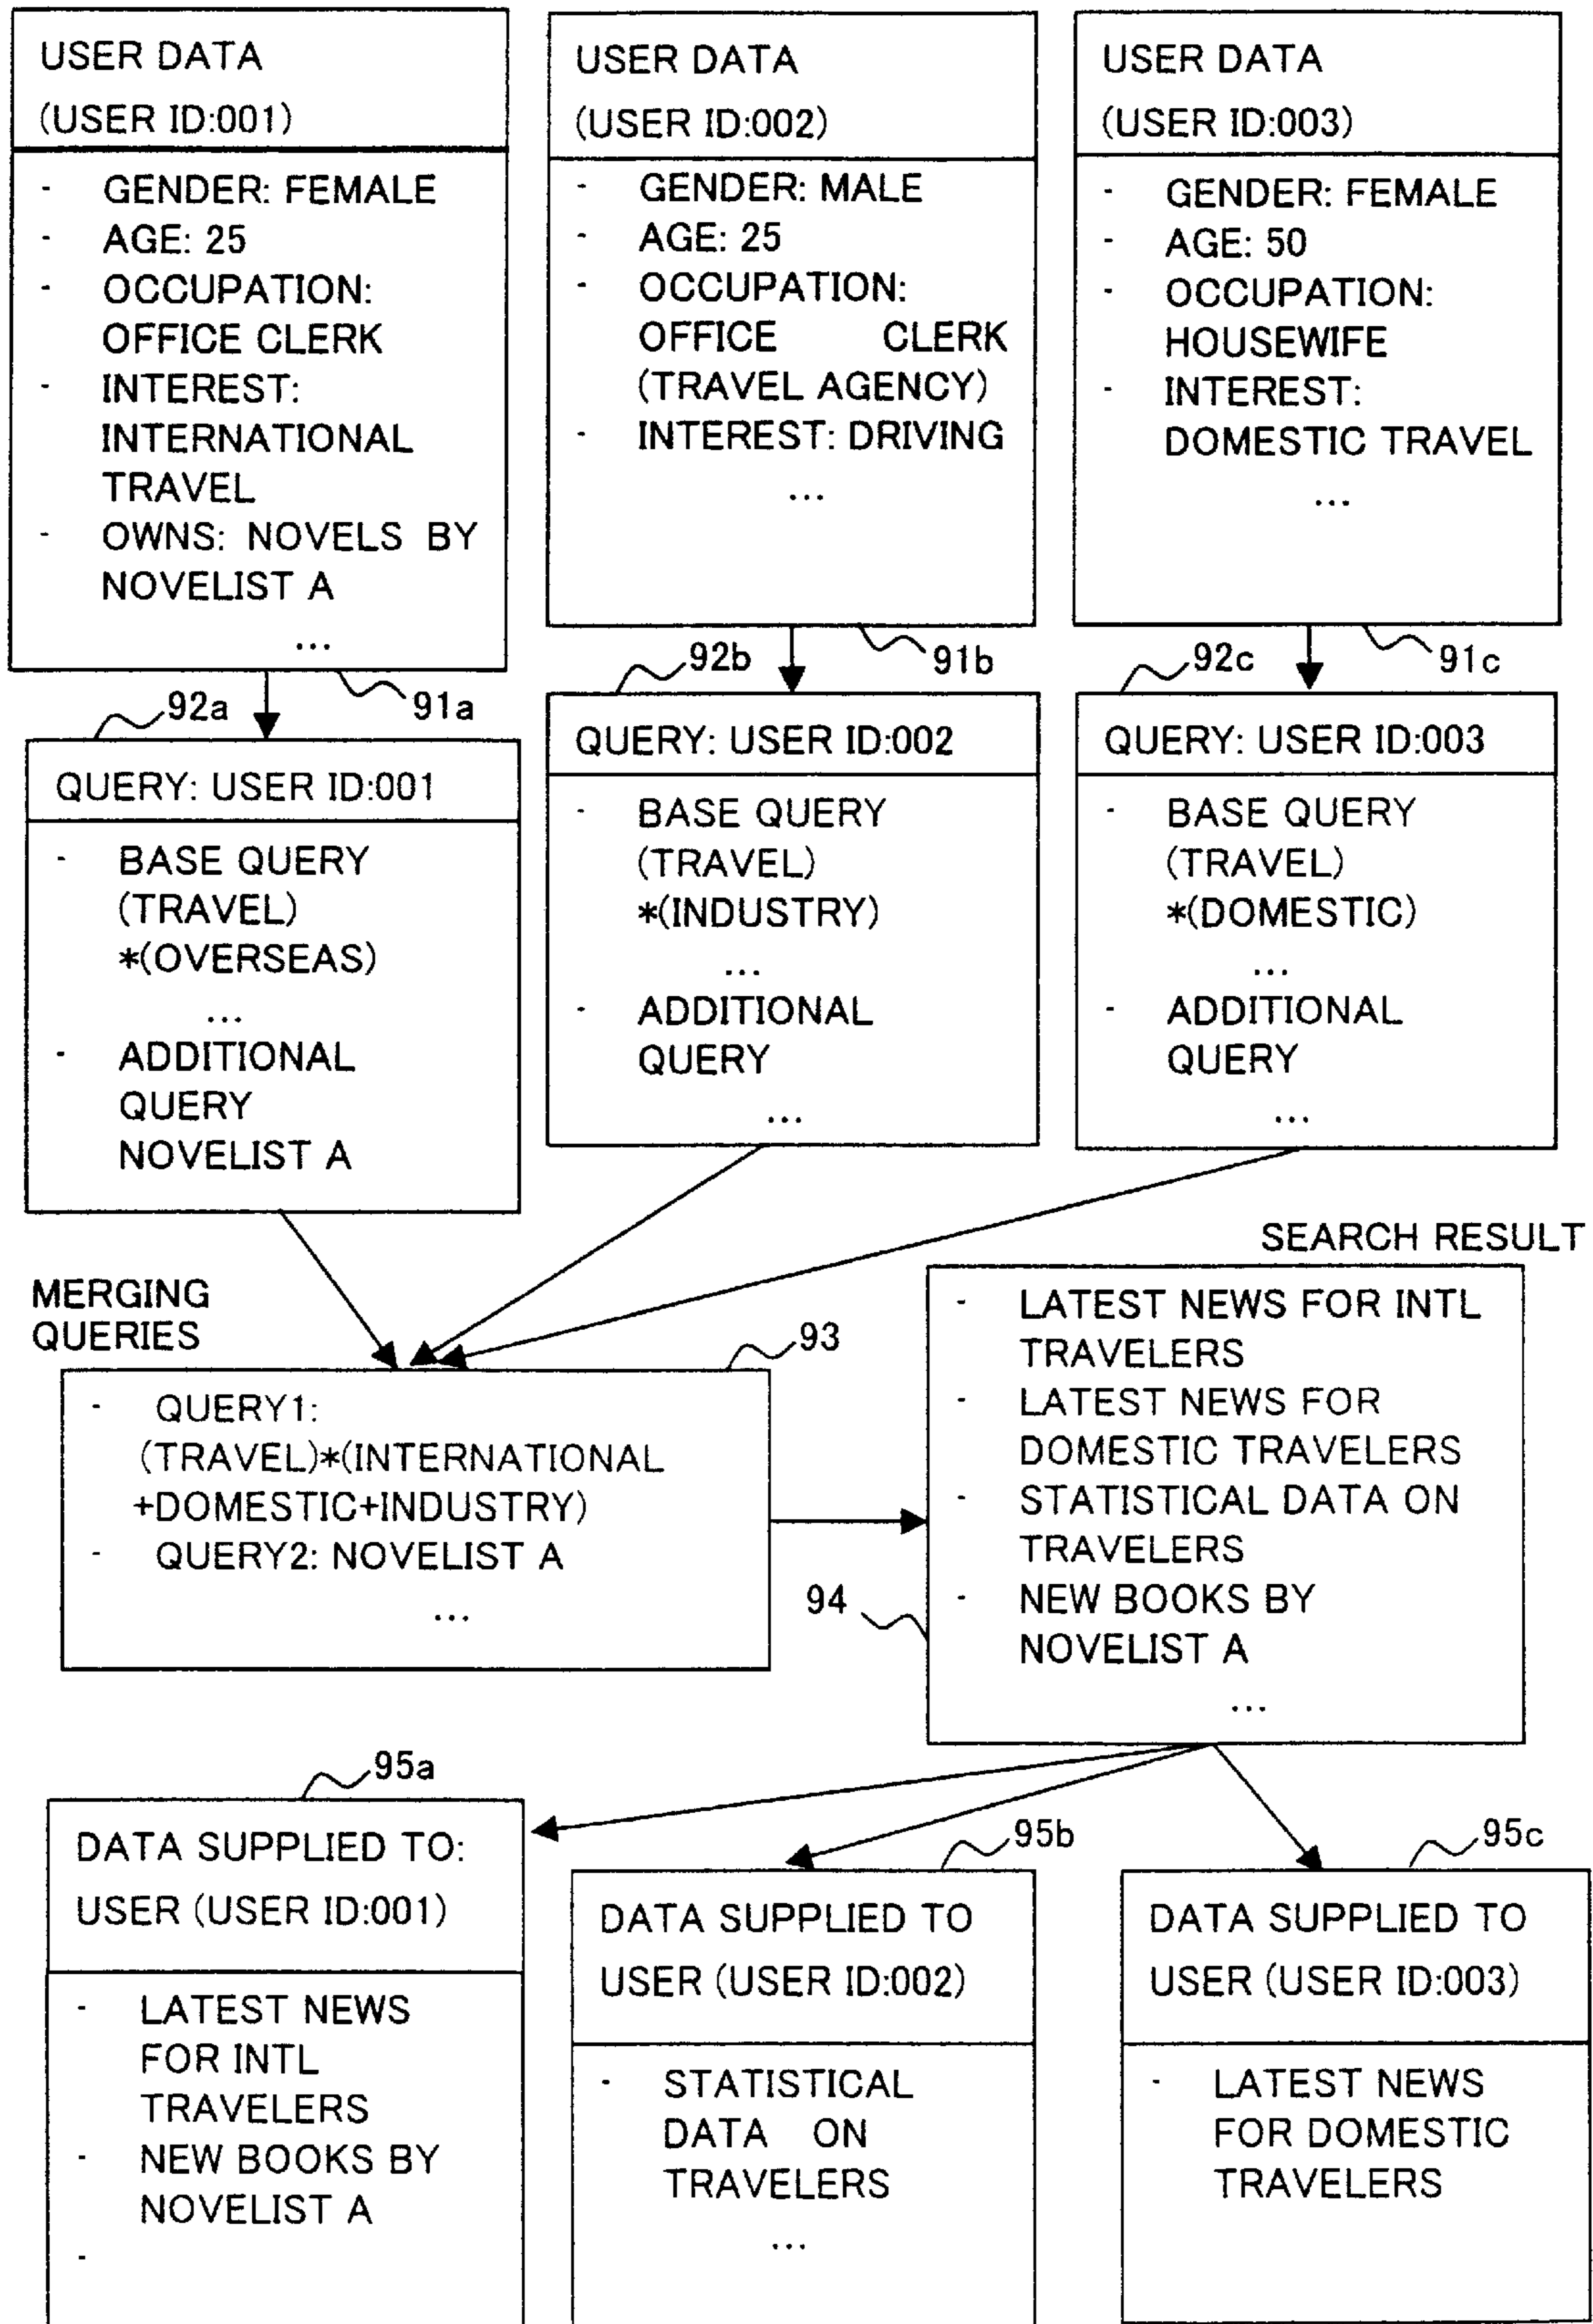 USER DATA
(USER ID:001)
- GENDER: FEMALE
- AGE: 25
- OCCUPATION:
OFFICE CLERK
- INTEREST:
INTERNATIONAL
TRAVEL
- OWNS: NOVELS BY
NOVELIST A
...
91a
USER DATA
(USER ID:002)
- GENDER: MALE
- AGE: 25
- OCCUPATION:
OFFICE CLERK
(TRAVEL AGENCY)
- INTEREST: DRIVING
...
91b
USER DATA
(USER ID:003)
- GENDER: FEMALE
- AGE: 50
- OCCUPATION:
HOUSEWIFE
- INTEREST:
DOMESTIC TRAVEL
...
91c
92a
QUERY: USER ID:001
- BASE QUERY
(TRAVEL)
*(OVERSEAS)
...
- ADDITIONAL
QUERY
NOVELIST A
92b
QUERY: USER ID:002
- BASE QUERY
(TRAVEL)
*(INDUSTRY)
...
- ADDITIONAL
QUERY
...
92c
QUERY: USER ID:003
- BASE QUERY
(TRAVEL)
*(DOMESTIC)
...
- ADDITIONAL
QUERY
...
MERGING
QUERIES
93
- QUERY1:
(TRAVEL)*(INTERNATIONAL
+DOMESTIC+INDUSTRY)
- QUERY2: NOVELIST A
...
SEARCH RESULT
- LATEST NEWS FOR INTL
TRAVELERS
- LATEST NEWS FOR
DOMESTIC TRAVELERS
- STATISTICAL DATA ON
TRAVELERS
- NEW BOOKS BY
NOVELIST A
...
94
95a
DATA SUPPLIED TO:
USER (USER ID:001)
- LATEST NEWS
FOR INTL
TRAVELERS
- NEW BOOKS BY
NOVELIST A
-
95b
DATA SUPPLIED TO
USER (USER ID:002)
- STATISTICAL
DATA ON
TRAVELERS
...
95c
DATA SUPPLIED TO
USER (USER ID:003)
- LATEST NEWS
FOR DOMESTIC
TRAVELERS